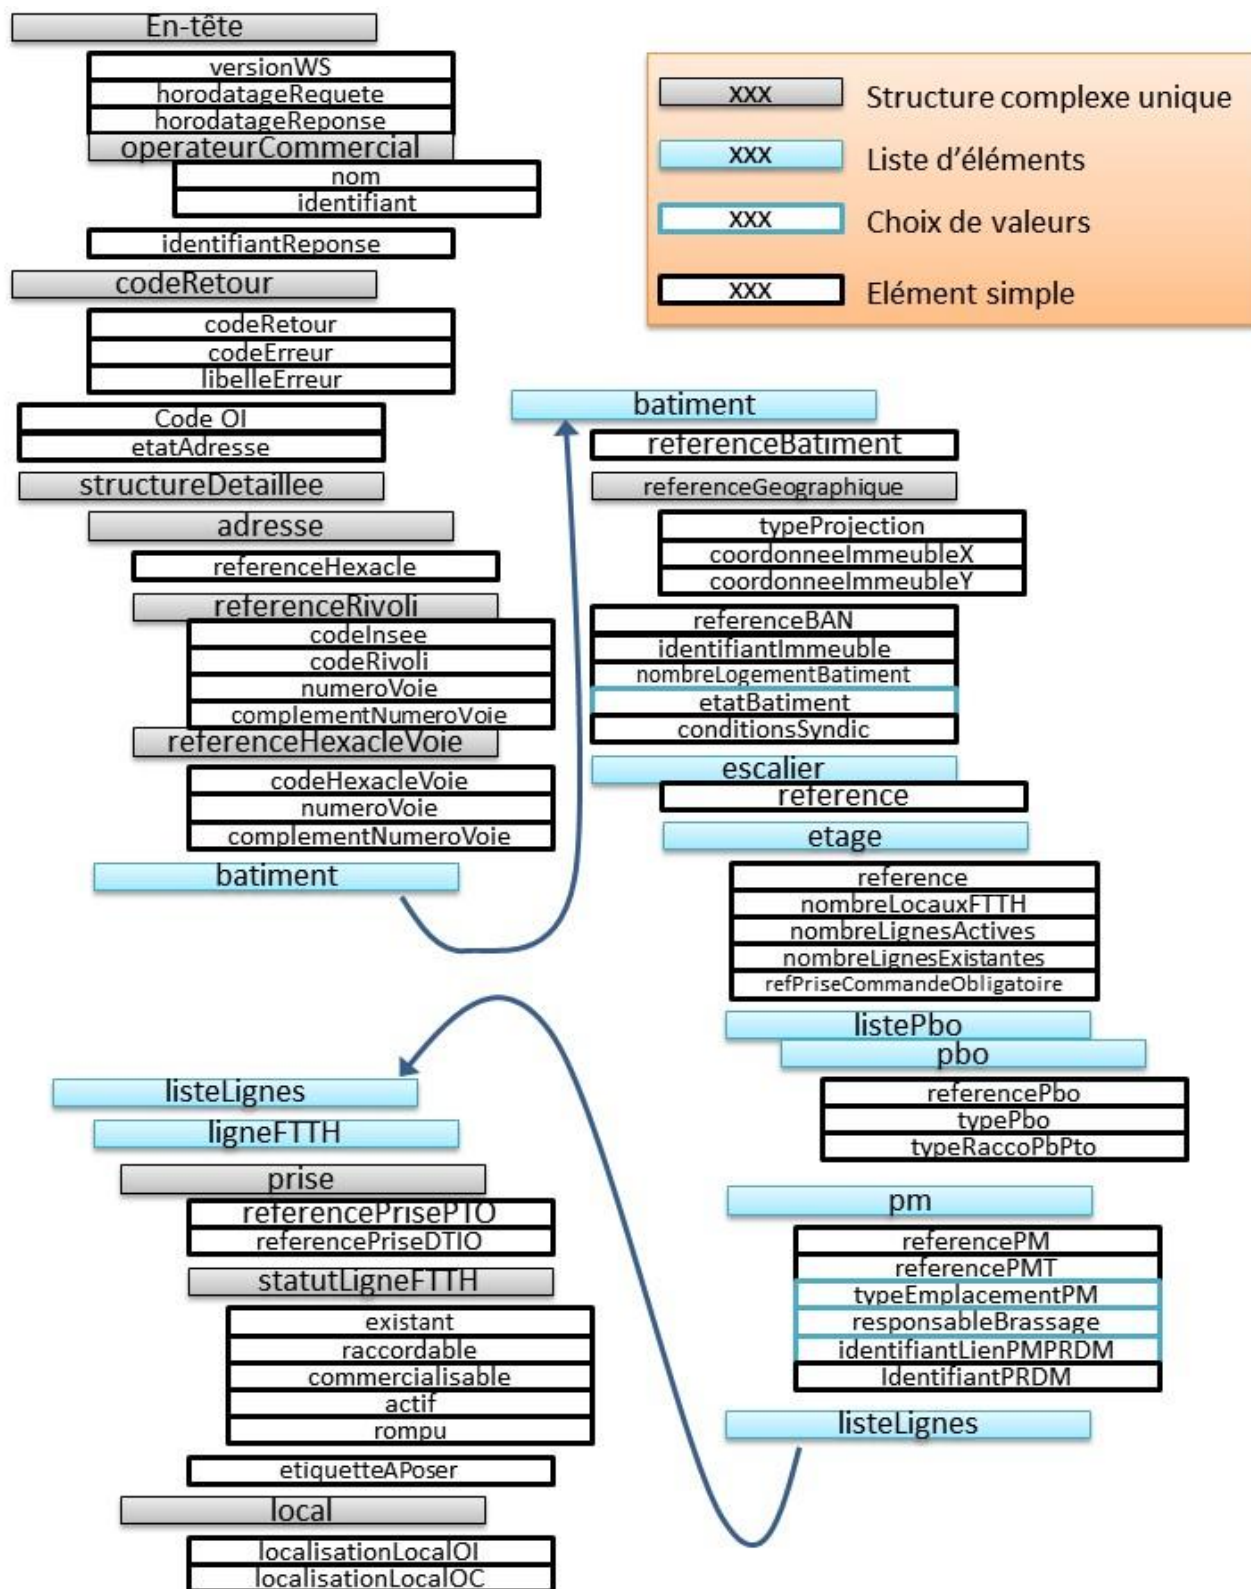 En-tête
versionWS
horodatageRequete
horodatageReponse
operateurCommercial
nom
identifiant
identifiantReponse
codeRetour
codeRetour
codeErreur
libelleErreur
Code OI
etatAdresse
structureDetaillee
adresse
referenceHexacle
referenceRivoli
codeInsee
codeRivoli
numeroVoie
complementNumeroVoie
referenceHexacleVoie
codeHexacleVoie
numeroVoie
complementNumeroVoie
batiment
XXX Structure complexe unique
XXX Liste d'éléments
XXX Choix de valeurs
XXX Elément simple
batiment
referenceBatiment
referenceGeographique
typeProjection
coordonneeImmeubleX
coordonneeImmeubleY
referenceBAN
identifiantImmeuble
nombreLogementBatiment
etatBatiment
conditionsSyndic
escalier
reference
etage
reference
nombreLocauxFTTH
nombreLignesActives
nombreLignesExistantes
refPriseCommandeObligatoire
listePbo
pbo
referencePbo
typePbo
typeRaccoPbPto
pm
referencePM
referencePMT
typeEmplacementPM
responsableBrassage
identifiantLienPMPRDM
IdentifiantPRDM
listeLignes
listeLignes
ligneFTTH
prise
referencePrisePTO
referencePriseDTIO
statutLigneFTTH
existant
raccordable
commercialisable
actif
rompu
etiquetteAPoser
local
localisationLocalOI
localisationLocalOC